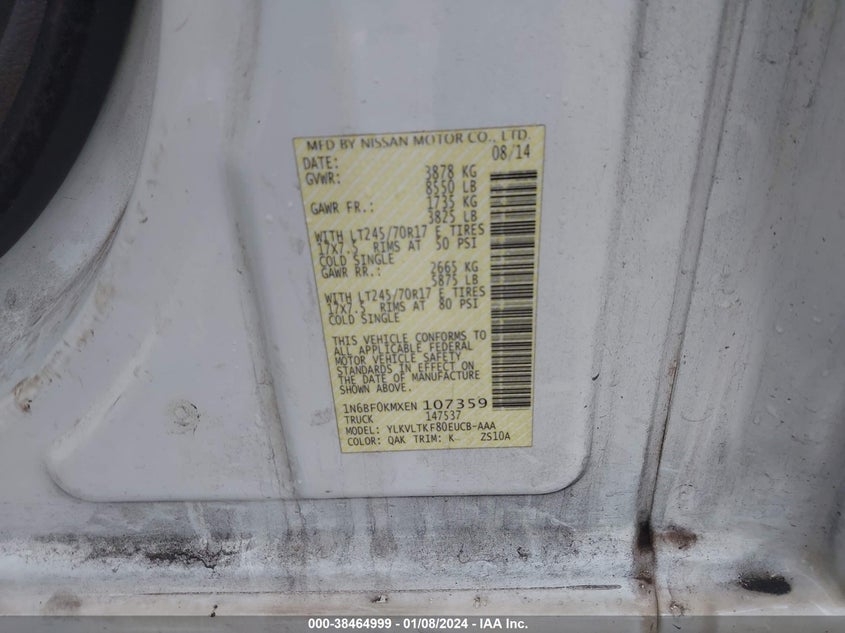 MFD BY NISSAN MOTOR CO., LTD.
DATE: 08/14
GVWR: 3878 KG
8550 LB
GAWR FR.: 1735 KG
3825 LB
WITH LT245/70R17 E TIRES
17X7.5 RIMS AT 50 PSI
COLD SINGLE
GAWR RR.: 2665 KG
5875 LB
WITH LT245/70R17 E TIRES
17X7.5 RIMS AT 80 PSI
COLD SINGLE
THIS VEHICLE CONFORMS TO
ALL APPLICABLE FEDERAL
MOTOR VEHICLE SAFETY
STANDARDS IN EFFECT ON
THE DATE OF MANUFACTURE
SHOWN ABOVE.
1N6BF0KMXEN 107359
TRUCK 147537
MODEL: YLKVLTKF80EUCB-AAA
COLOR: QAK TRIM: K ZS10A
000-38464999 - 01/08/2024 - IAA Inc.